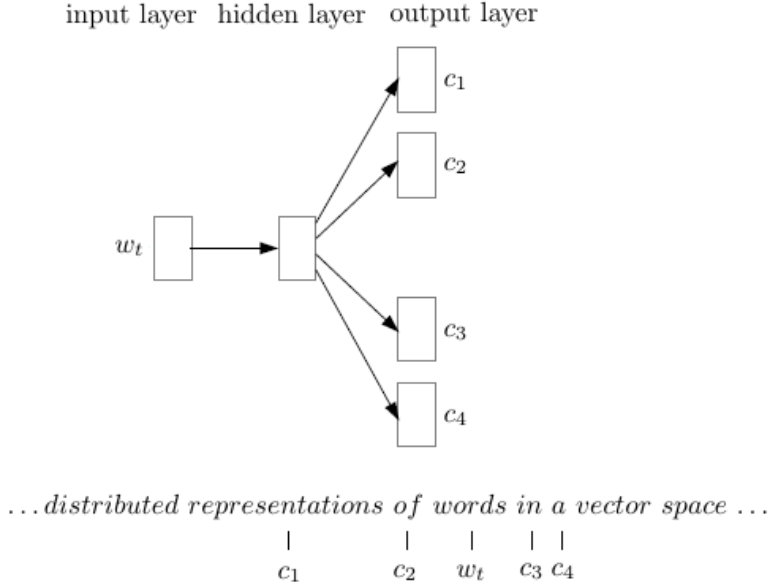 input layer hidden layer output layer
c₁
c₂
wₜ
c₃
c₄
... distributed representations of words in a vector space ...
c₁ c₂ wₜ c₃ c₄